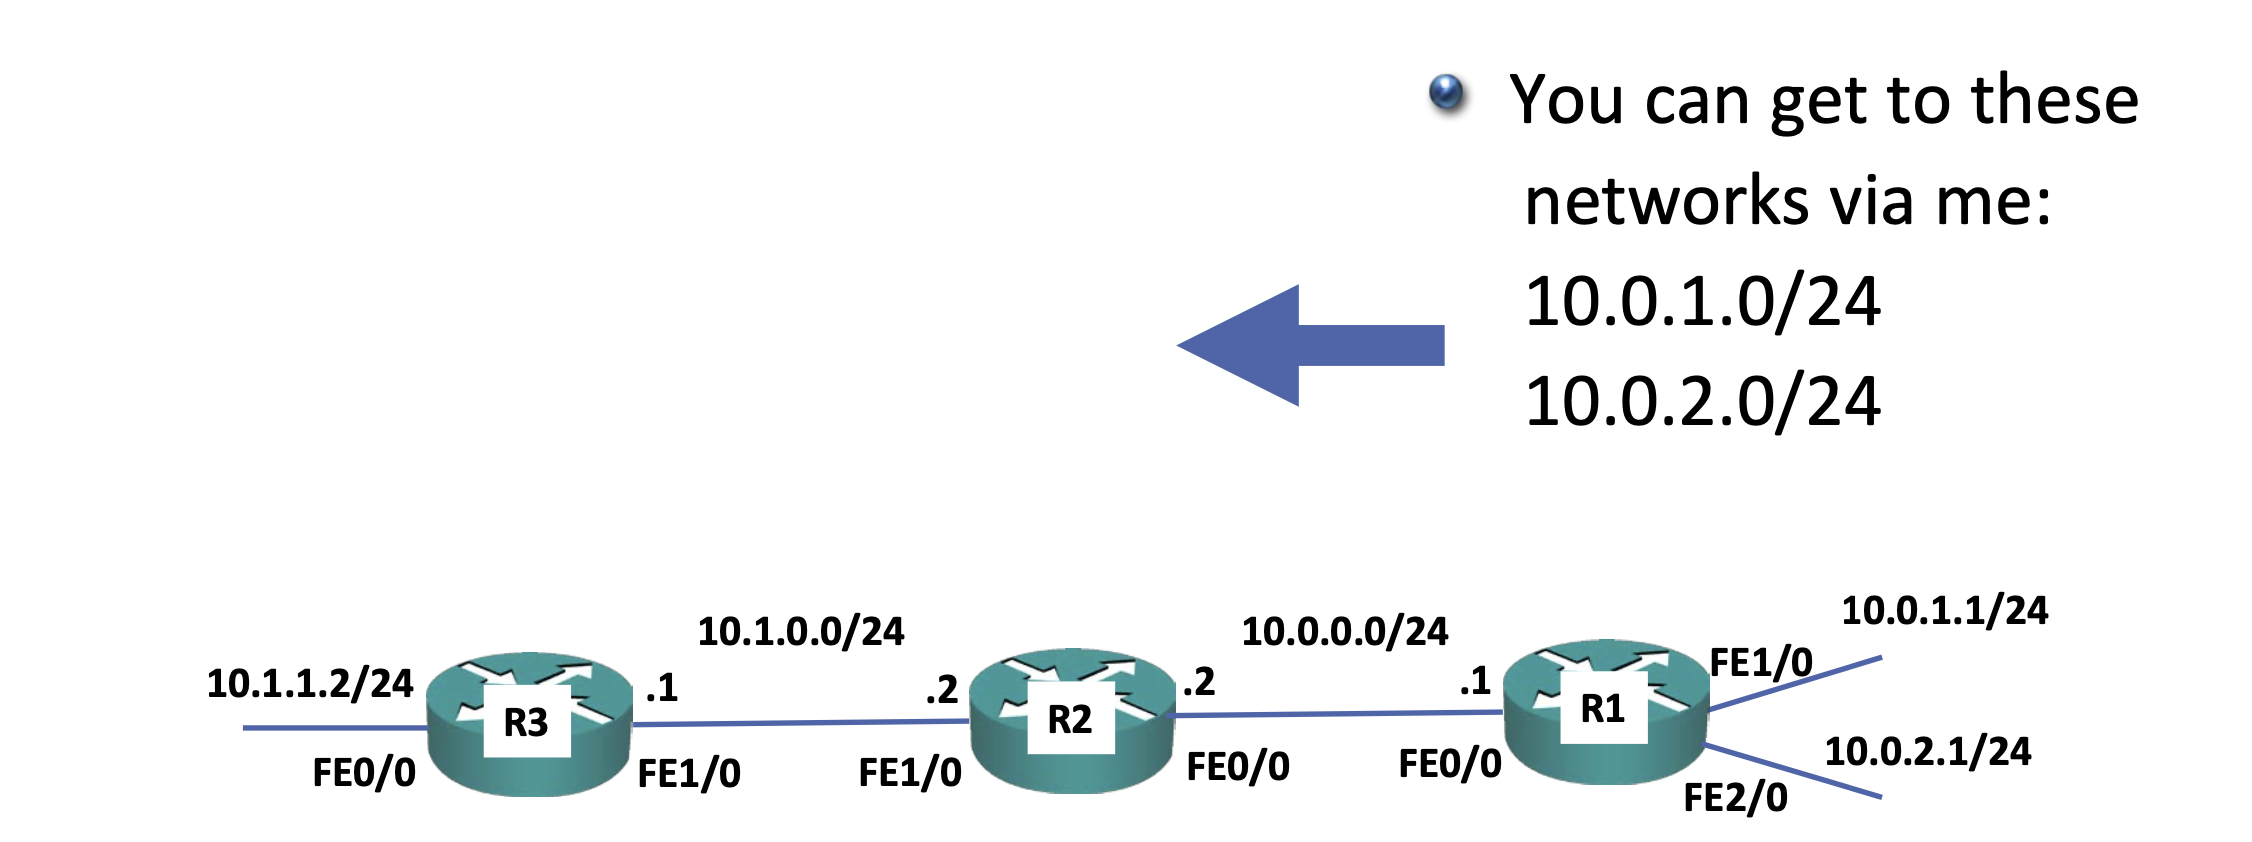 You can get to these
networks via me:
10.0.1.0/24
10.0.2.0/24
10.1.1.2/24
FE0/0
R3
.1
FE1/0
10.1.0.0/24
.2
FE1/0
R2
.2
FE0/0
10.0.0.0/24
.1
FE0/0
R1
FE1/0
10.0.1.1/24
10.0.2.1/24
FE2/0